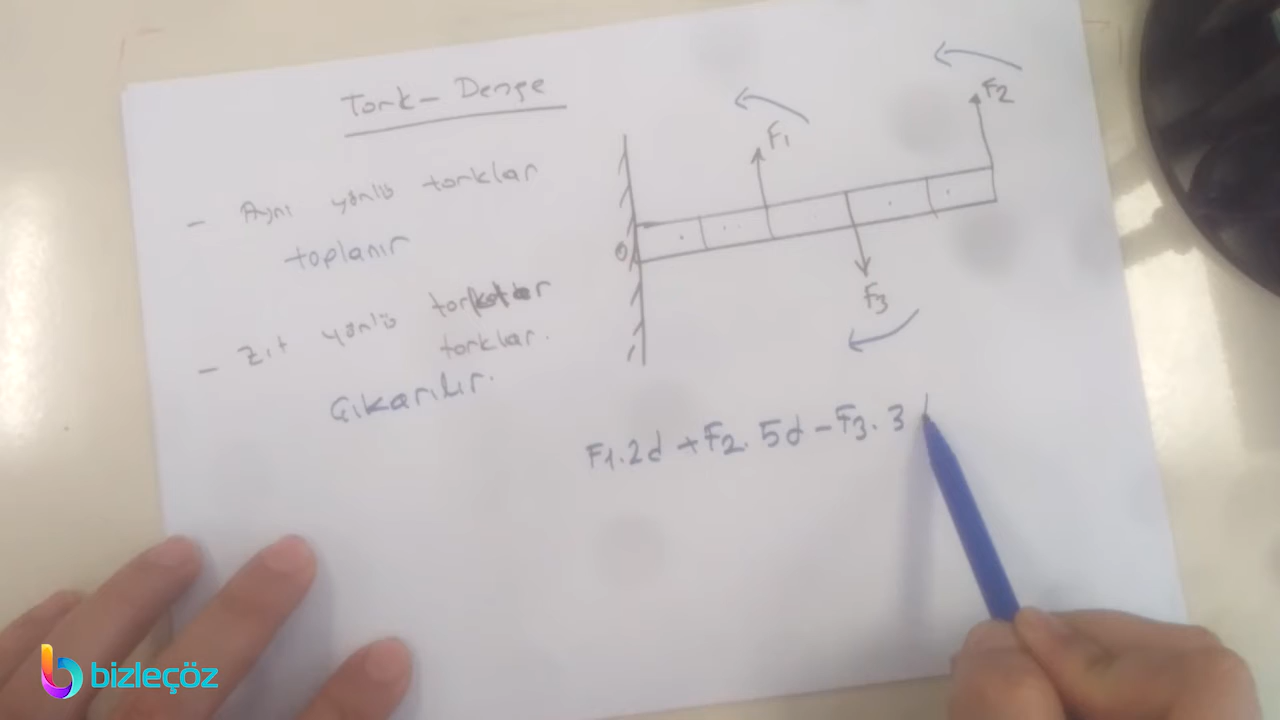 Tork - Denge
- Aynı yönlü torklar
toplanır
- Zıt yönlü
torklar.
Çıkarılır.
F1
F2
F3
O
F1.2d + F2.5d - F3.3
bizleçöz